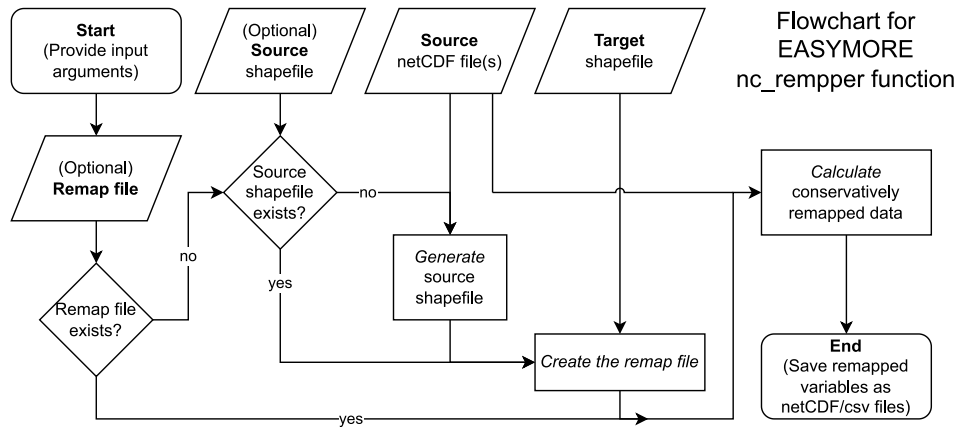 Start
(Provide input
arguments)
(Optional)
Source
shapefile
Source
netCDF file(s)
Target
shapefile
Flowchart for
EASYMORE
nc_rempper function
(Optional)
Remap file
Source
shapefile
exists?
no
Calculate
conservatively
remapped data
no
Generate
source
shapefile
yes
Remap file
exists?
Create the remap file
End
(Save remapped
variables as
netCDF/csv files)
yes